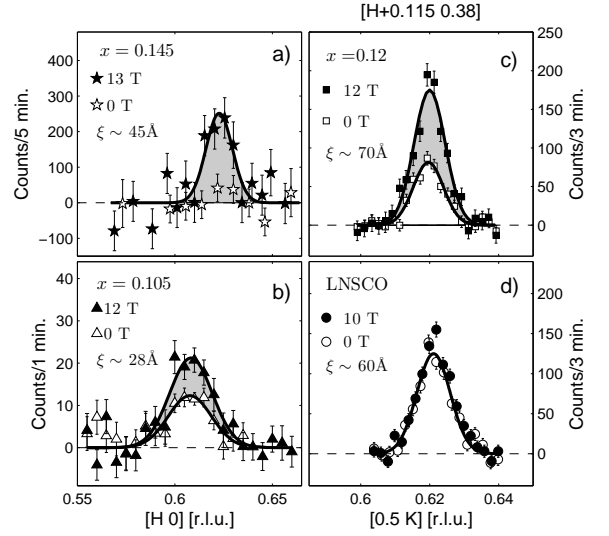 [H+0.115 0.38]
x = 0.145
a)
13 T
0 T
ξ ∼ 45Å
Counts/5 min.
400
300
200
100
0
−100
x = 0.12
c)
12 T
0 T
ξ ∼ 70Å
Counts/3 min.
250
200
150
100
50
0
x = 0.105
b)
12 T
0 T
ξ ∼ 28Å
Counts/1 min.
40
30
20
10
0
0.55
0.6
0.65
[H 0] [r.l.u.]
LNSCO
d)
10 T
0 T
ξ ∼ 60Å
Counts/3 min.
200
150
100
50
0
0.6
0.62
0.64
[0.5 K] [r.l.u.]